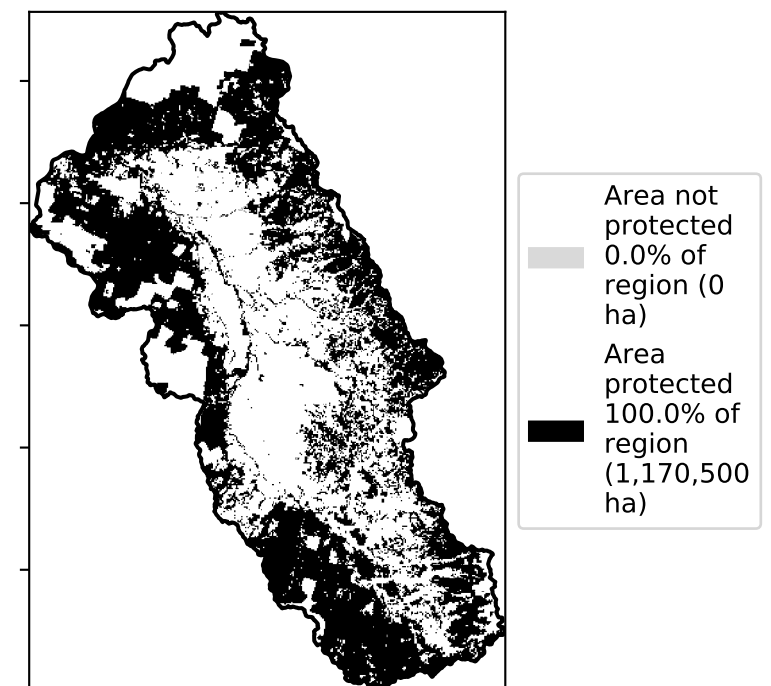 Area not
protected
0.0% of
region (0
ha)
Area
protected
100.0% of
region
(1,170,500
ha)